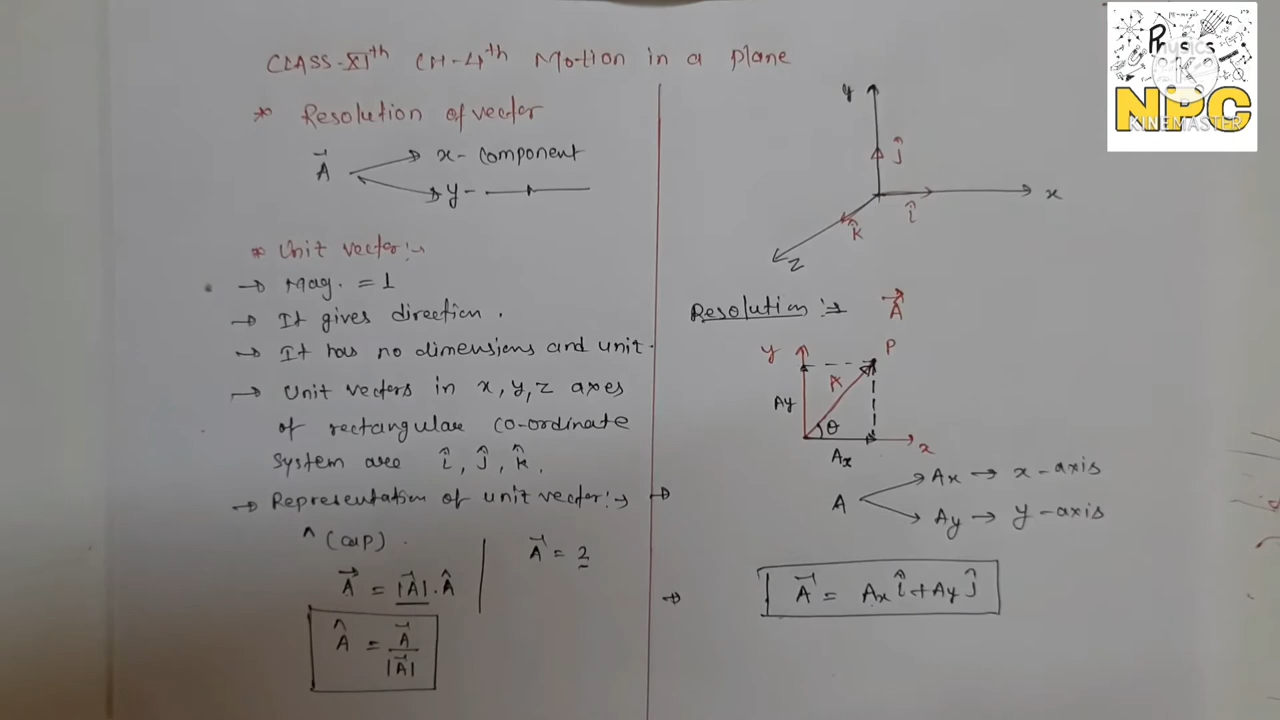 CLASS-XIth CH-4th Motion in a plane
* Resolution of vector
A⃗ x- component
y- —〃—
* Unit vector:-
→ Mag. = 1
→ It gives direction.
→ It has no dimensions and unit.
→ Unit vectors in x, y, z axes
of rectangular co-ordinate
system are î, ĵ, k̂.
→ Representation of unit vector:→
^ (cap).
A⃗ = |A⃗|.Â
A⃗ = 2
Â = A⃗/|A⃗|
y
ĵ
x
î
k̂
z
Resolution:→ A⃗
y P
A
Ay
θ
x
Ax
A Ax → x-axis
Ay → y-axis
A⃗ = Ax î + Ay ĵ
Physics
K
NPC
KINEMASTER